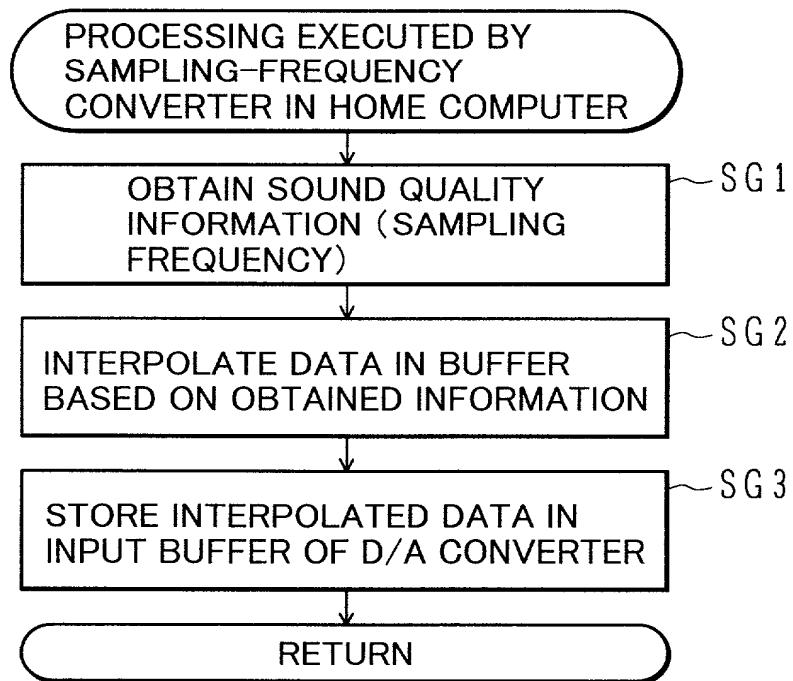 PROCESSING EXECUTED BY
SAMPLING-FREQUENCY
CONVERTER IN HOME COMPUTER
OBTAIN SOUND QUALITY
INFORMATION (SAMPLING
FREQUENCY)
SG1
INTERPOLATE DATA IN BUFFER
BASED ON OBTAINED INFORMATION
SG2
STORE INTERPOLATED DATA IN
INPUT BUFFER OF D/A CONVERTER
SG3
RETURN